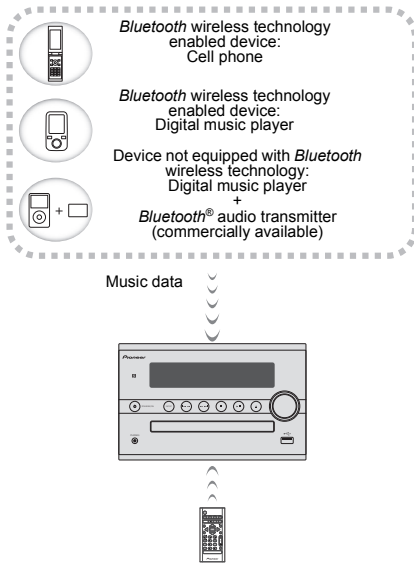 Bluetooth wireless technology
enabled device:
Cell phone
Bluetooth wireless technology
enabled device:
Digital music player
Device not equipped with Bluetooth
wireless technology:
Digital music player
+
+
Bluetooth® audio transmitter
(commercially available)
Music data
Pioneer
Pioneer